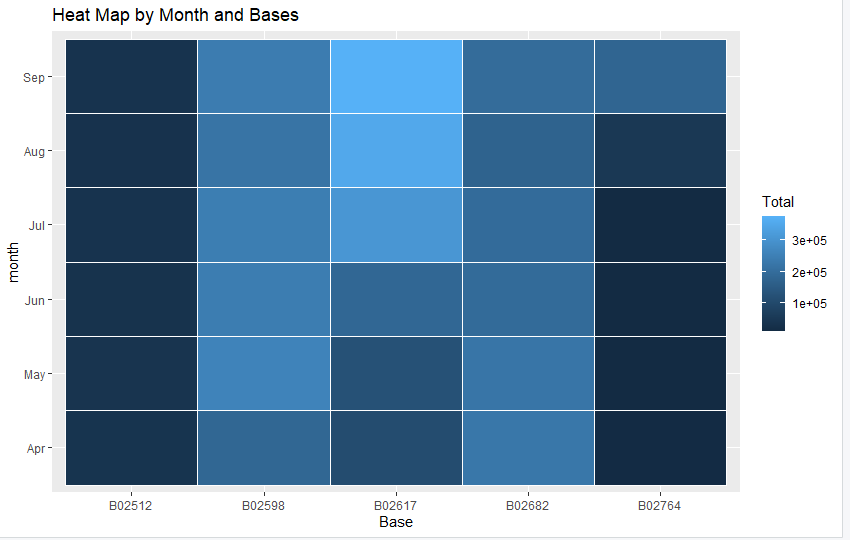 Heat Map by Month and Bases
Sep
Aug
Jul
Jun
May
Apr
month
B02512 B02598 B02617 B02682 B02764
Base
Total
3e+05
2e+05
1e+05